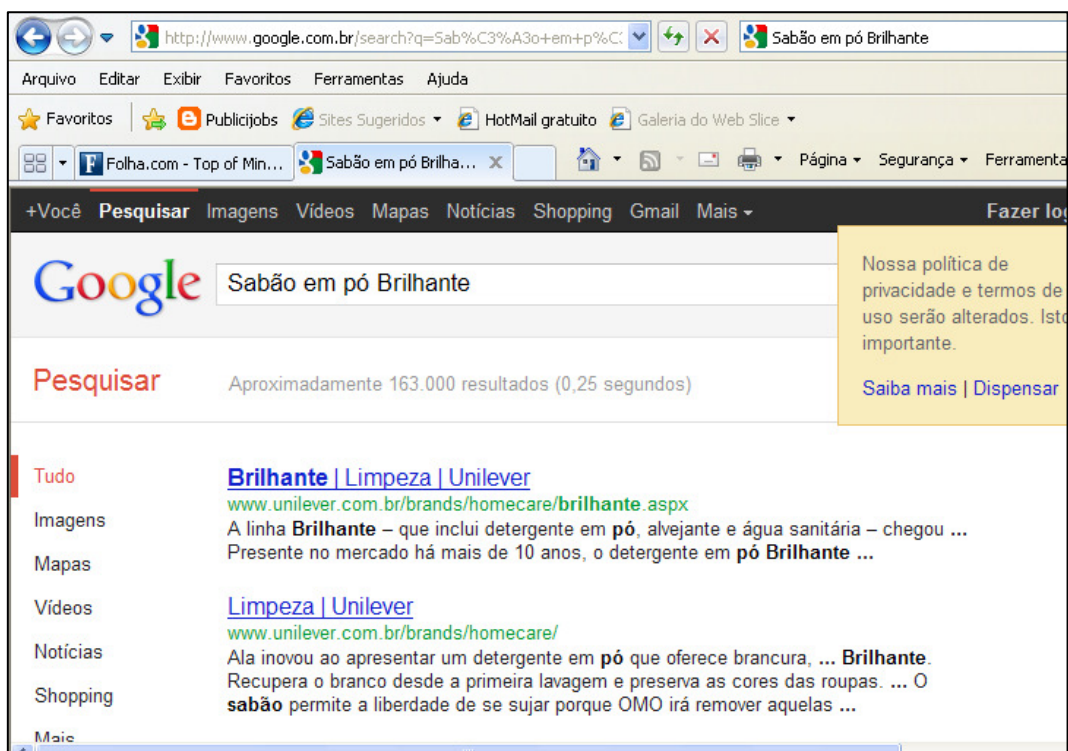 http://www.google.com.br/search?q=Sab%C3%A3o+em+p%C3 Sabão em pó Brilhante
Arquivo Editar Exibir Favoritos Ferramentas Ajuda
Favoritos Publicijobs Sites Sugeridos HotMail gratuito Galeria do Web Slice
Folha.com - Top of Min... Sabão em pó Brilha... Página Segurança Ferramenta
+Você Pesquisar Imagens Vídeos Mapas Notícias Shopping Gmail Mais Fazer log
Google Sabão em pó Brilhante
Nossa política de
privacidade e termos de
uso serão alterados. Isto
importante.
Saiba mais | Dispensar
Pesquisar Aproximadamente 163.000 resultados (0,25 segundos)
Tudo
Imagens
Mapas
Vídeos
Notícias
Shopping
Mais
Brilhante | Limpeza | Unilever
www.unilever.com.br/brands/homecare/brilhante.aspx
A linha Brilhante – que inclui detergente em pó, alvejante e água sanitária – chegou ...
Presente no mercado há mais de 10 anos, o detergente em pó Brilhante ...
Limpeza | Unilever
www.unilever.com.br/brands/homecare/
Ala inovou ao apresentar um detergente em pó que oferece brancura, ... Brilhante.
Recupera o branco desde a primeira lavagem e preserva as cores das roupas. ... O
sabão permite a liberdade de se sujar porque OMO irá remover aquelas ...